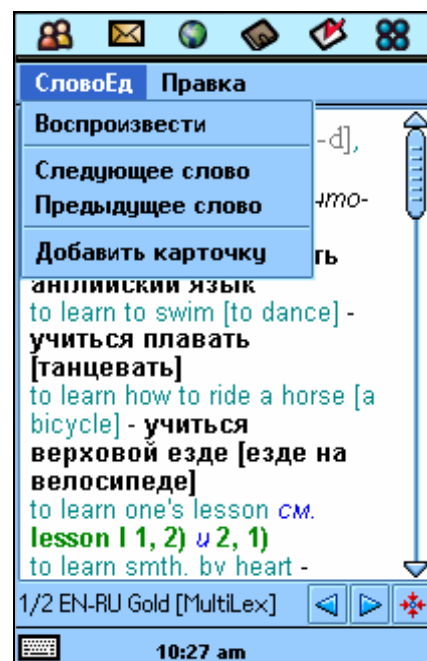 СловоЕд Правка
Воспроизвести
-d],
Следующее слово
Предыдущее слово
что-
Добавить карточку
ть
английский язык
to learn to swim [to dance] -
учиться плавать
[танцевать]
to learn how to ride a horse [a
bicycle] - учиться
верховой езде [езде на
велосипеде]
to learn one's lesson см.
lesson I 1, 2) и 2, 1)
to learn smth. by heart -
1/2 EN-RU Gold [MultiLex]
10:27 am